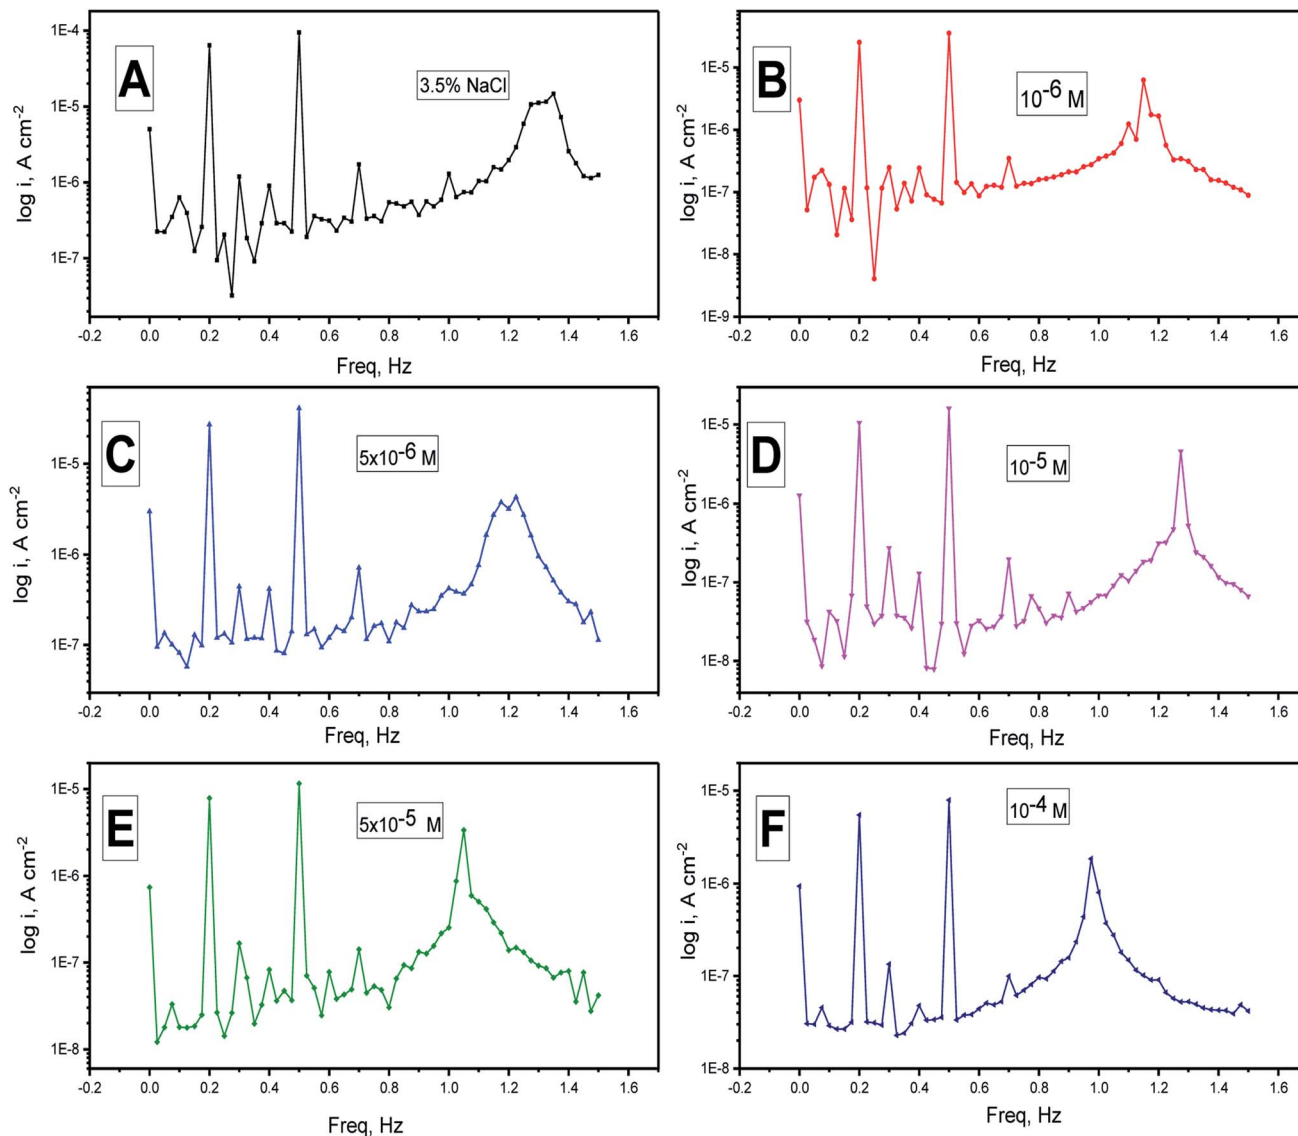 A
3.5% NaCl
log i, A cm-2
1E-4
1E-5
1E-6
1E-7
-0.2 0.0 0.2 0.4 0.6 0.8 1.0 1.2 1.4 1.6
Freq, Hz
B
10-6 M
log i, A cm-2
1E-5
1E-6
1E-7
1E-8
1E-9
-0.2 0.0 0.2 0.4 0.6 0.8 1.0 1.2 1.4 1.6
Freq, Hz
C
5x10-6 M
log i, A cm-2
1E-5
1E-6
1E-7
-0.2 0.0 0.2 0.4 0.6 0.8 1.0 1.2 1.4 1.6
Freq, Hz
D
10-5 M
log i, A cm-2
1E-5
1E-6
1E-7
1E-8
-0.2 0.0 0.2 0.4 0.6 0.8 1.0 1.2 1.4 1.6
Freq, Hz
E
5x10-5 M
log i, A cm-2
1E-5
1E-6
1E-7
1E-8
-0.2 0.0 0.2 0.4 0.6 0.8 1.0 1.2 1.4 1.6
Freq, Hz
F
10-4 M
log i, A cm-2
1E-5
1E-6
1E-7
1E-8
-0.2 0.0 0.2 0.4 0.6 0.8 1.0 1.2 1.4 1.6
Freq, Hz